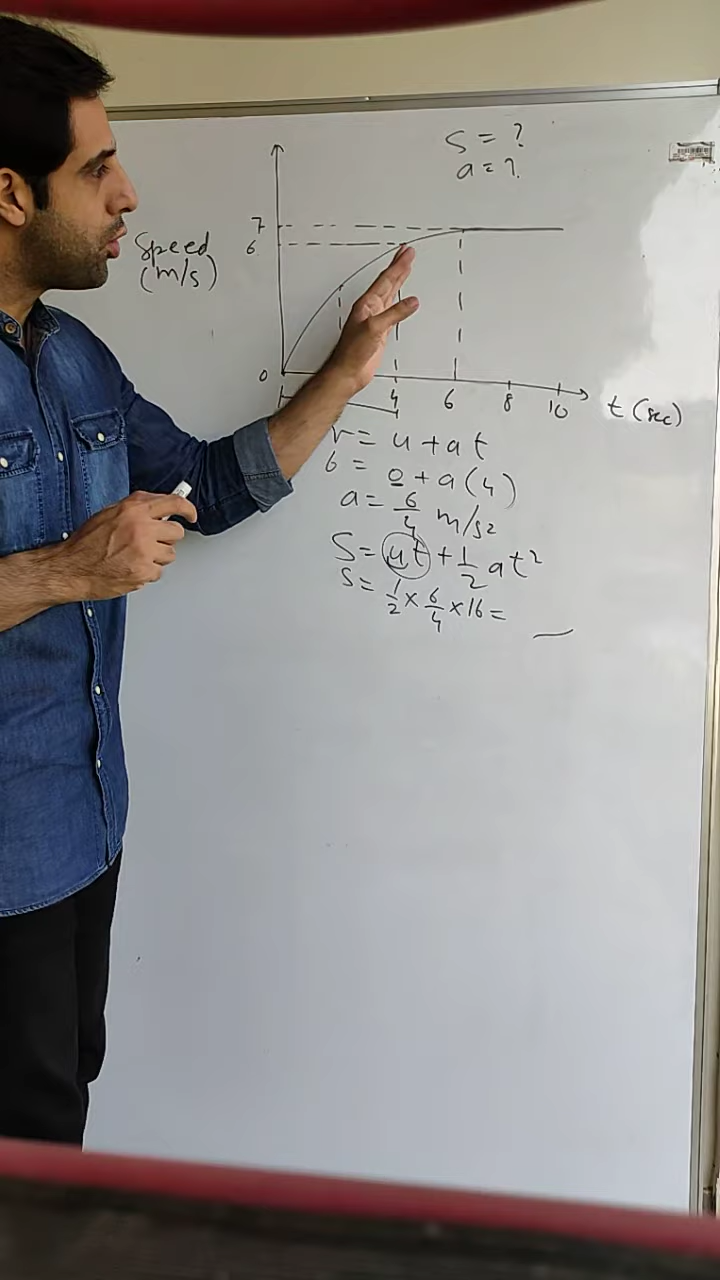 S = ?
a = ?
7
6
Speed
(m/s)
0
4 6 8 10 t (sec)
v = u + at
6 = 0 + a(4)
a = 6/4 m/s2
S = ut + 1/2 at²
S = 1/2 × 6/4 × 16 =